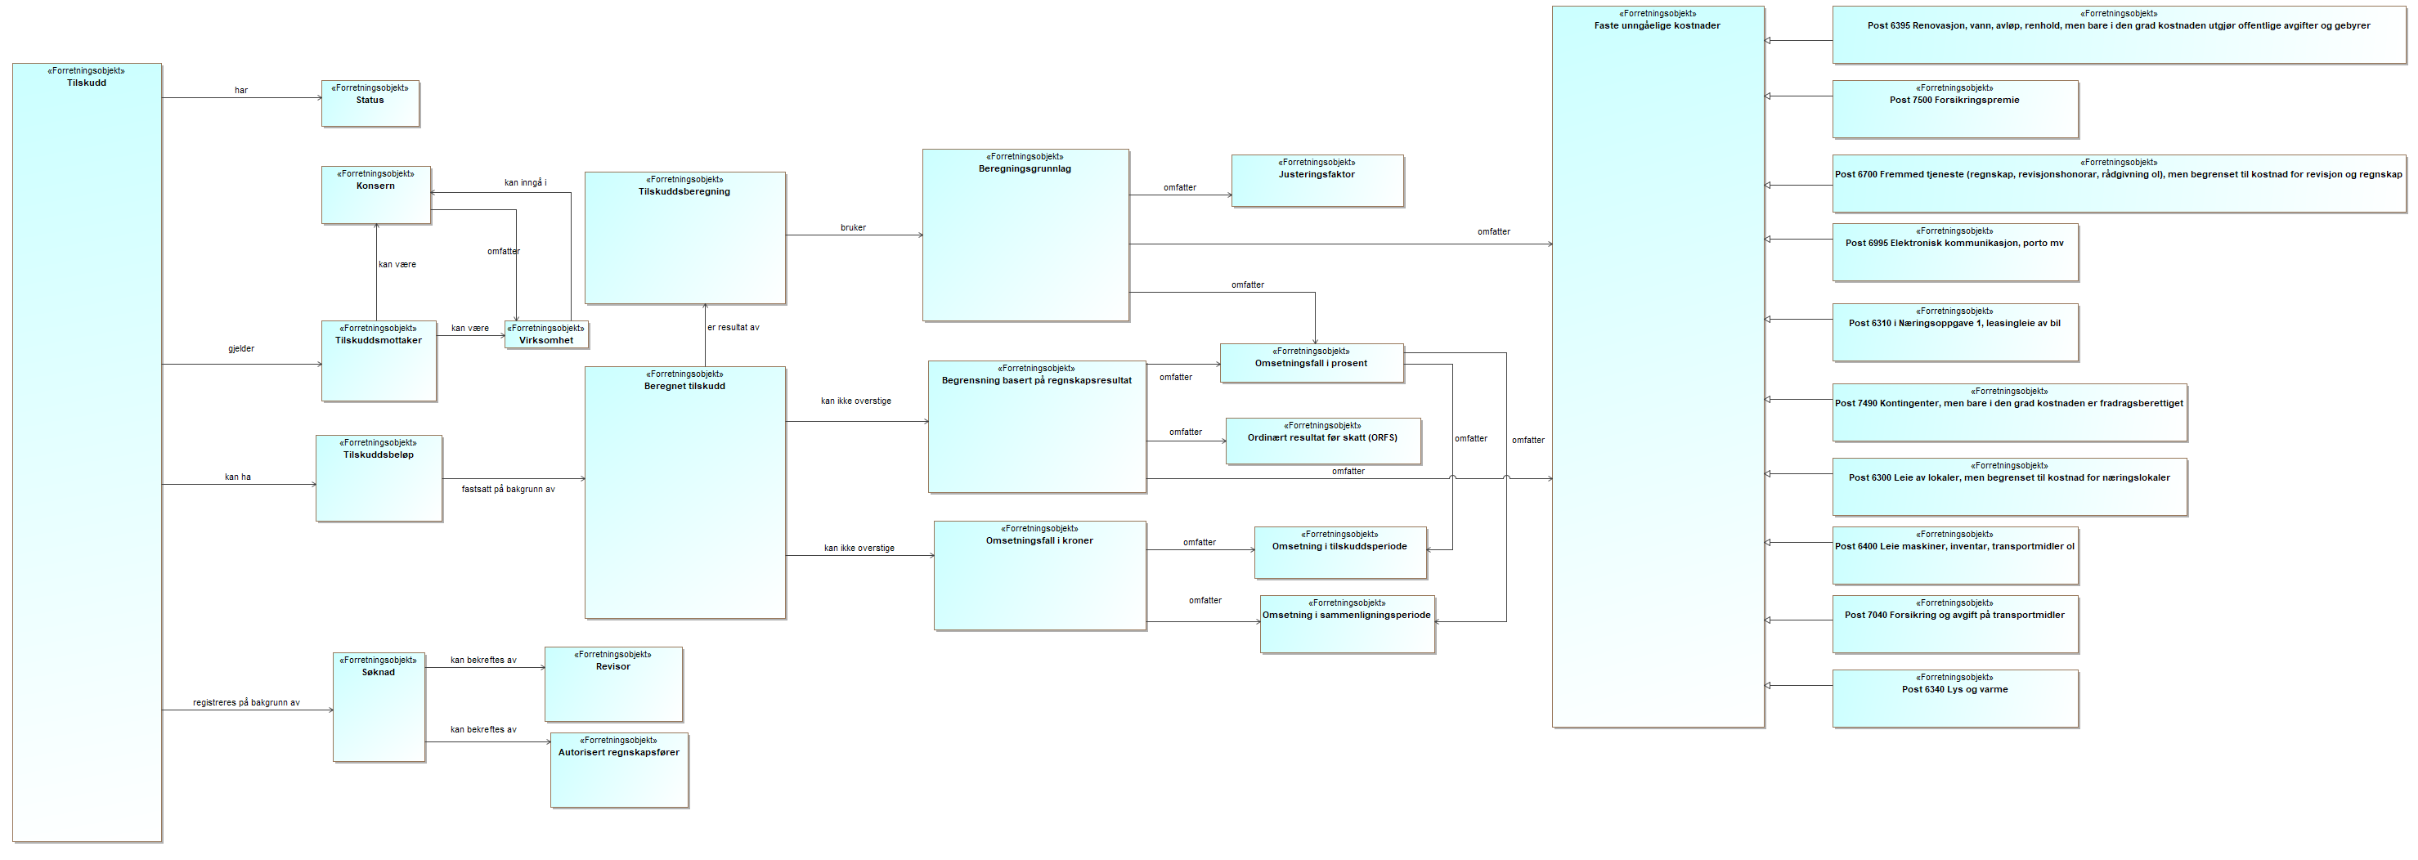 «Forretningsobjekt»
Tilskudd
har
«Forretningsobjekt»
Status
«Forretningsobjekt»
Konsern
kan inngå i
omfatter
kan være
«Forretningsobjekt»
Tilskuddsmottaker
kan være
«Forretningsobjekt»
Virksomhet
gjelder
«Forretningsobjekt»
Tilskuddsbeløp
kan ha
fastsatt på bakgrunn av
«Forretningsobjekt»
Søknad
registreres på bakgrunn av
kan bekreftes av
«Forretningsobjekt»
Revisor
kan bekreftes av
«Forretningsobjekt»
Autorisert regnskapsfører
«Forretningsobjekt»
Tilskuddsberegning
bruker
er resultat av
«Forretningsobjekt»
Beregnet tilskudd
kan ikke overstige
kan ikke overstige
«Forretningsobjekt»
Beregningsgrunnlag
omfatter
omfatter
omfatter
«Forretningsobjekt»
Justeringsfaktor
«Forretningsobjekt»
Begrensning basert på regnskapsresultat
omfatter
omfatter
omfatter
«Forretningsobjekt»
Omsetningsfall i prosent
omfatter
omfatter
«Forretningsobjekt»
Ordinært resultat før skatt (ORFS)
«Forretningsobjekt»
Omsetningsfall i kroner
omfatter
omfatter
«Forretningsobjekt»
Omsetning i tilskuddsperiode
«Forretningsobjekt»
Omsetning i sammenligningsperiode
«Forretningsobjekt»
Faste unngåelige kostnader
«Forretningsobjekt»
Post 6395 Renovasjon, vann, avløp, renhold, men bare i den grad kostnaden utgjør offentlige avgifter og gebyrer
«Forretningsobjekt»
Post 7500 Forsikringspremie
«Forretningsobjekt»
Post 6700 Fremmed tjeneste (regnskap, revisjonshonorar, rådgivning ol), men begrenset til kostnad for revisjon og regnskap
«Forretningsobjekt»
Post 6995 Elektronisk kommunikasjon, porto mv
«Forretningsobjekt»
Post 6310 i Næringsoppgave 1, leasingleie av bil
«Forretningsobjekt»
Post 7490 Kontingenter, men bare i den grad kostnaden er fradragsberettiget
«Forretningsobjekt»
Post 6300 Leie av lokaler, men begrenset til kostnad for næringslokaler
«Forretningsobjekt»
Post 6400 Leie maskiner, inventar, transportmidler ol
«Forretningsobjekt»
Post 7040 Forsikring og avgift på transportmidler
«Forretningsobjekt»
Post 6340 Lys og varme